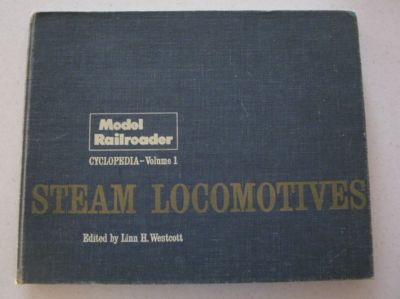 Model
Railroader
CYCLOPEDIA—Volume 1
STEAM LOCOMOTIVES
Edited by Linn H. Westcott